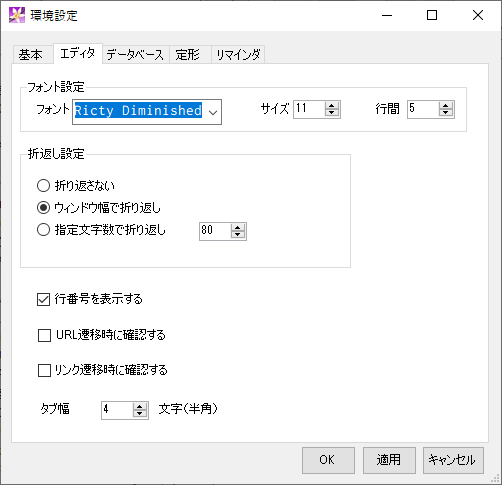 環境設定
基本 エディタ データベース 定形 リマインダ
フォント設定
フォント Ricty Diminished サイズ 11 行間 5
折返し設定
折り返さない
ウィンドウ幅で折り返し
指定文字数で折り返し 80
行番号を表示する
URL遷移時に確認する
リンク遷移時に確認する
タブ幅 4 文字(半角)
OK 適用 キャンセル